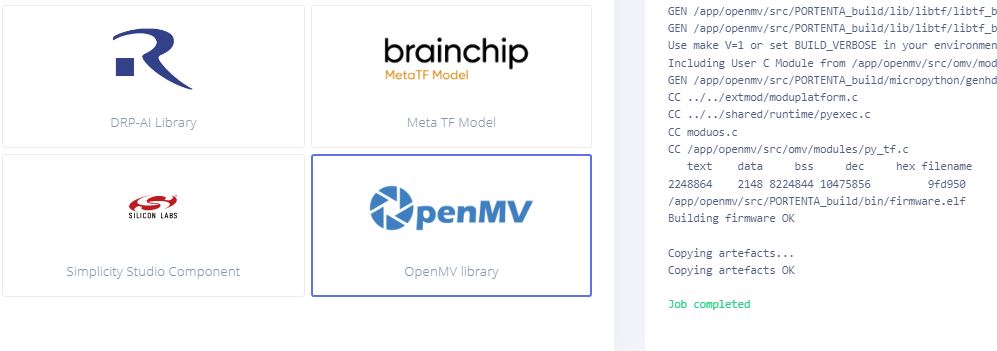 brainchip
MetaTF Model
DRP-AI Library
Meta TF Model
SILICON LABS
OpenMV
Simplicity Studio Component
OpenMV library
GEN /app/openmv/src/PORTENTA_build/lib/libtf/libtf_b
GEN /app/openmv/src/PORTENTA_build/lib/libtf/libtf_b
Use make V=1 or set BUILD_VERBOSE in your environmen
Including User C Module from /app/openmv/src/omv/mod
GEN /app/openmv/src/PORTENTA_build/micropython/genhd
CC ../../extmod/moduplatform.c
CC ../../shared/runtime/pyexec.c
CC moduos.c
CC /app/openmv/src/omv/modules/py_tf.c
text data bss dec hex filename
2248864 2148 8224844 10475856 9fd950
/app/openmv/src/PORTENTA_build/bin/firmware.elf
Building firmware OK
Copying artefacts...
Copying artefacts OK
Job completed